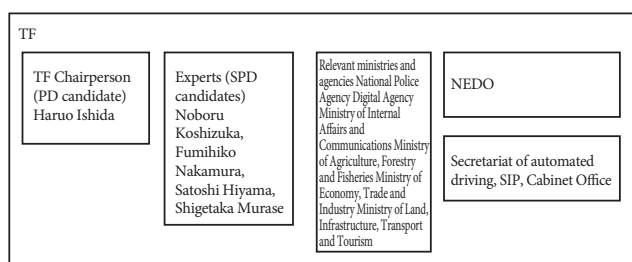 TF
TF Chairperson
(PD candidate)
Haruo Ishida
Experts (SPD
candidates)
Noboru
Koshizuka,
Fumihiko
Nakamura,
Satoshi Hiyama,
Shigetaka Murase
Relevant ministries and
agencies National Police
Agency Digital Agency
Ministry of Internal
Affairs and
Communications Ministry
of Agriculture, Forestry
and Fisheries Ministry of
Economy, Trade and
Industry Ministry of Land,
Infrastructure, Transport
and Tourism
NEDO
Secretariat of automated
driving, SIP, Cabinet Office